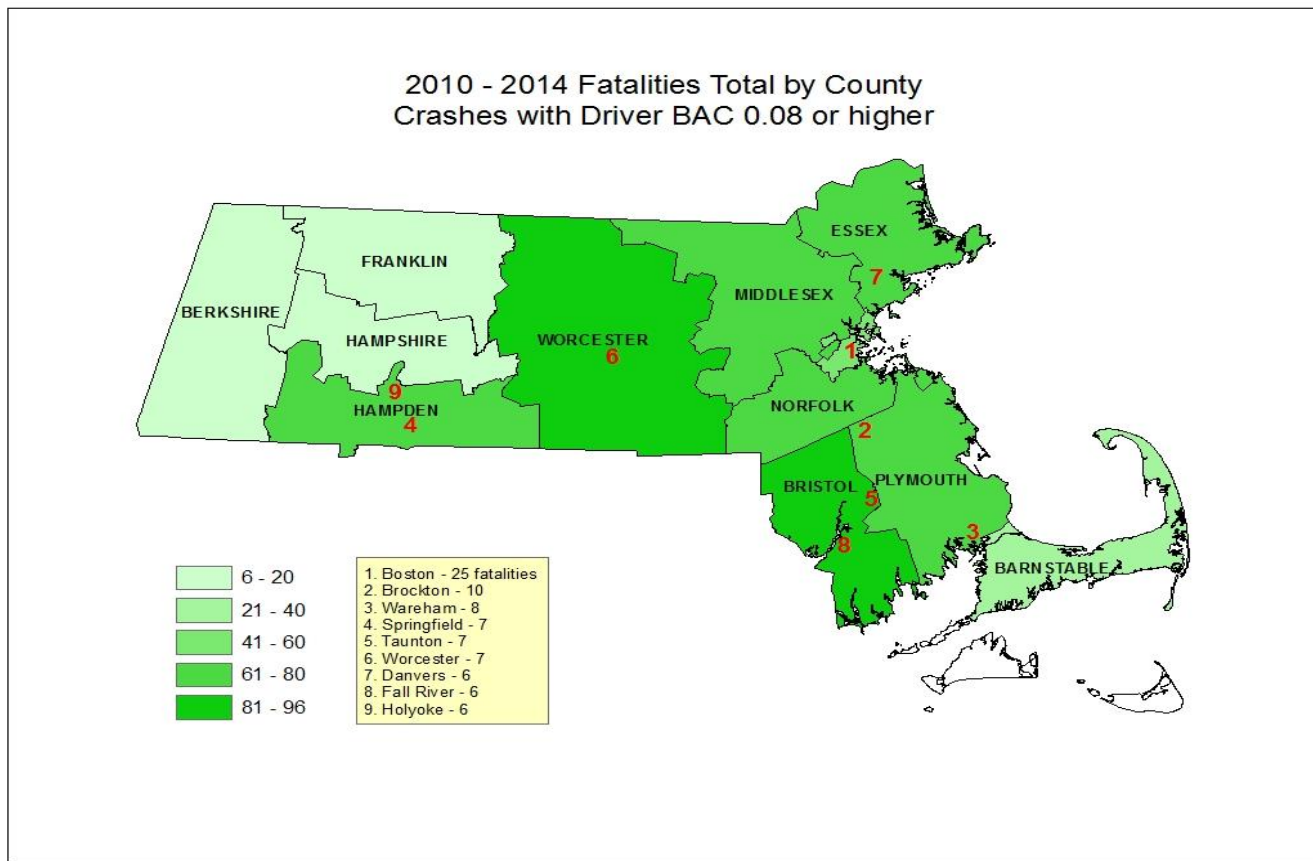 2010 - 2014 Fatalities Total by County
Crashes with Driver BAC 0.08 or higher
ESSEX
FRANKLIN
7
MIDDLESEX
BERKSHIRE
HAMPSHIRE
WORCESTER
1
6
9
NORFOLK
HAMPDEN
4
2
BRISTOL
PLYMOUTH
5
3
8
BARNSTABLE
6 - 20
21 - 40
41 - 60
61 - 80
81 - 96
1. Boston - 25 fatalities
2. Brockton - 10
3. Wareham - 8
4. Springfield - 7
5. Taunton - 7
6. Worcester - 7
7. Danvers - 6
8. Fall River - 6
9. Holyoke - 6